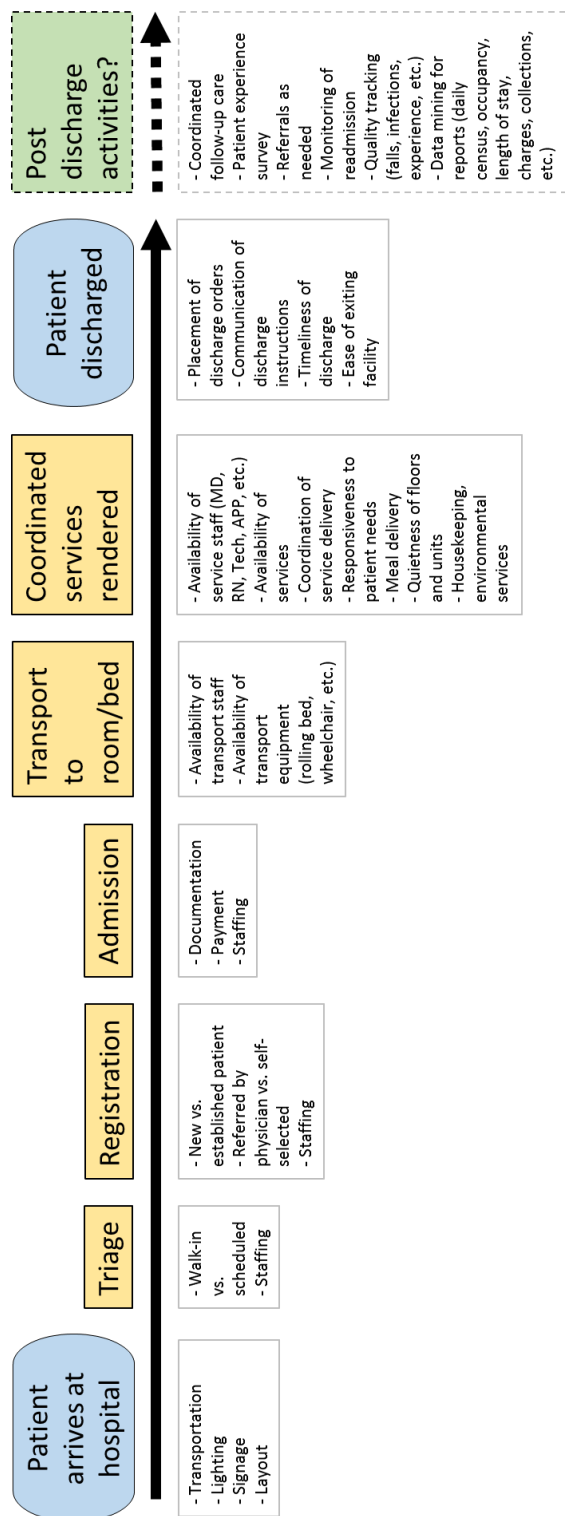 Patient
arrives at
hospital
- Transportation
- Lighting
- Signage
- Layout
Triage
- Walk-in
vs.
scheduled
- Staffing
Registration
- New vs.
established patient
- Referred by
physician vs. self-
selected
- Staffing
Admission
- Documentation
- Payment
- Staffing
Transport
to
room/bed
- Availability of
transport staff
- Availability of
transport
equipment
(rolling bed,
wheelchair, etc.)
Coordinated
services
rendered
- Availability of
service staff (MD,
RN, Tech, APP, etc.)
- Availability of
services
- Coordination of
service delivery
- Responsiveness to
patient needs
- Meal delivery
- Quietness of floors
and units
- Housekeeping,
environmental
services
Patient
discharged
- Placement of
discharge orders
- Communication of
discharge
instructions
- Timeliness of
discharge
- Ease of exiting
facility
Post
discharge
activities?
- Coordinated
follow-up care
- Patient experience
survey
- Referrals as
needed
- Monitoring of
readmission
- Quality tracking
(falls, infections,
experience, etc.)
- Data mining for
reports (daily
census, occupancy,
length of stay,
charges, collections,
etc.)